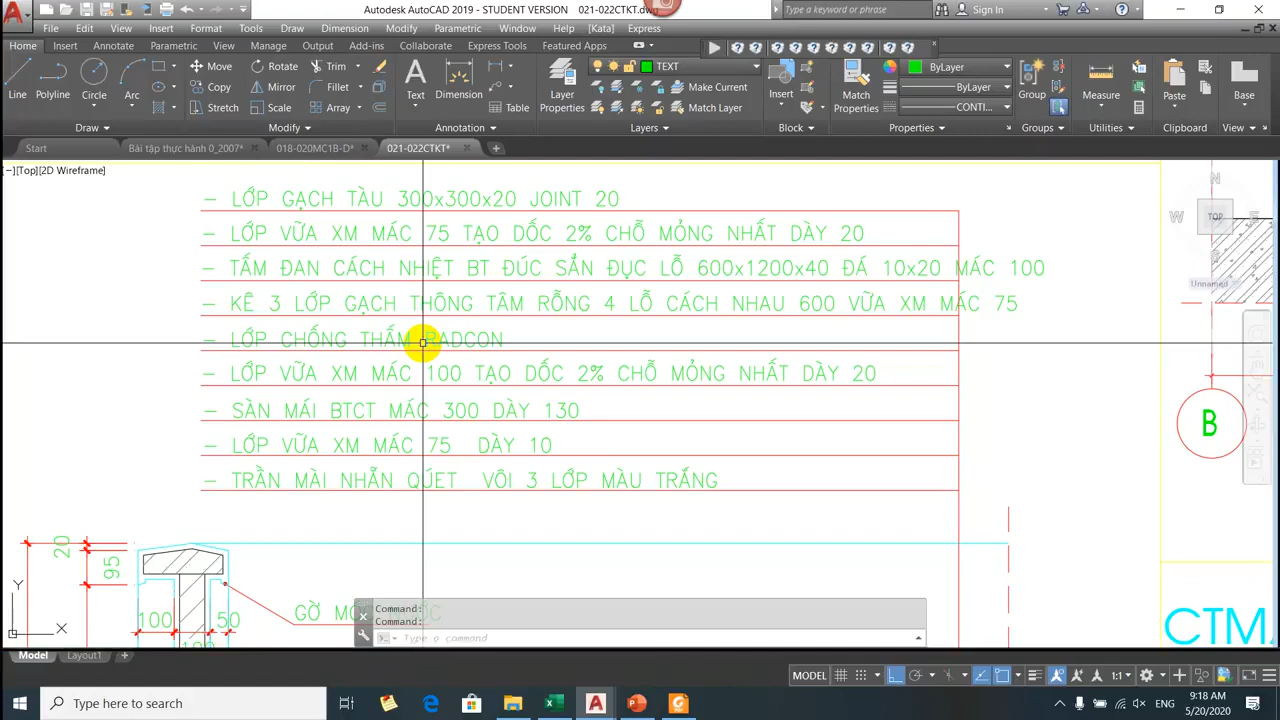 Autodesk AutoCAD 2019 - STUDENT VERSION 021-022CTKT.dwg
Type a keyword or phrase
Sign In
Insert Edit View Insert Format Tools Draw Dimension Modify Parametric Window Help [Kata] Express
Home Insert Annotate Parametric View Manage Output Add-ins Collaborate Express Tools Featured Apps
Line Polyline Circle Arc
Move Rotate Trim
Copy Mirror Fillet
Stretch Scale Array
Text Dimension Table
Layer Properties
TEXT
Make Current
Match Layer
Insert
Match Properties
ByLayer
ByLayer
CONTI...
Group
Measure
Paste
Base
Draw Modify Annotation Layers Block Properties Groups Utilities Clipboard View
Start Bài tập thực hành 0_2007* 018-020MC1B-D* 021-022CTKT*
[−][Top][2D Wireframe]
N
W TOP E
S
Unnamed
- LỚP GẠCH TÀU 300x300x20 JOINT 20
- LỚP VỮA XM MÁC 75 TẠO DỐC 2% CHỖ MỎNG NHẤT DÀY 20
- TẤM ĐAN CÁCH NHIỆT BT ĐÚC SẴN ĐỤC LỖ 600x1200x40 ĐÁ 10x20 MÁC 100
- KÊ 3 LỚP GẠCH THÔNG TÂM RỖNG 4 LỖ CÁCH NHAU 600 VỮA XM MÁC 75
- LỚP CHỐNG THẤM RADCON
- LỚP VỮA XM MÁC 100 TẠO DỐC 2% CHỖ MỎNG NHẤT DÀY 20
- SÀN MÁI BTCT MÁC 300 DÀY 130
- LỚP VỮA XM MÁC 75 DÀY 10
- TRẦN MÀI NHẴN QÚET VÔI 3 LỚP MÀU TRẮNG
B
20
95
100
50
GỜ
CTM
Y
X
Command:
Command:
Type a command
Model Layout1
MODEL
1:1
Type here to search
ENG
9:18 AM
5/20/2020